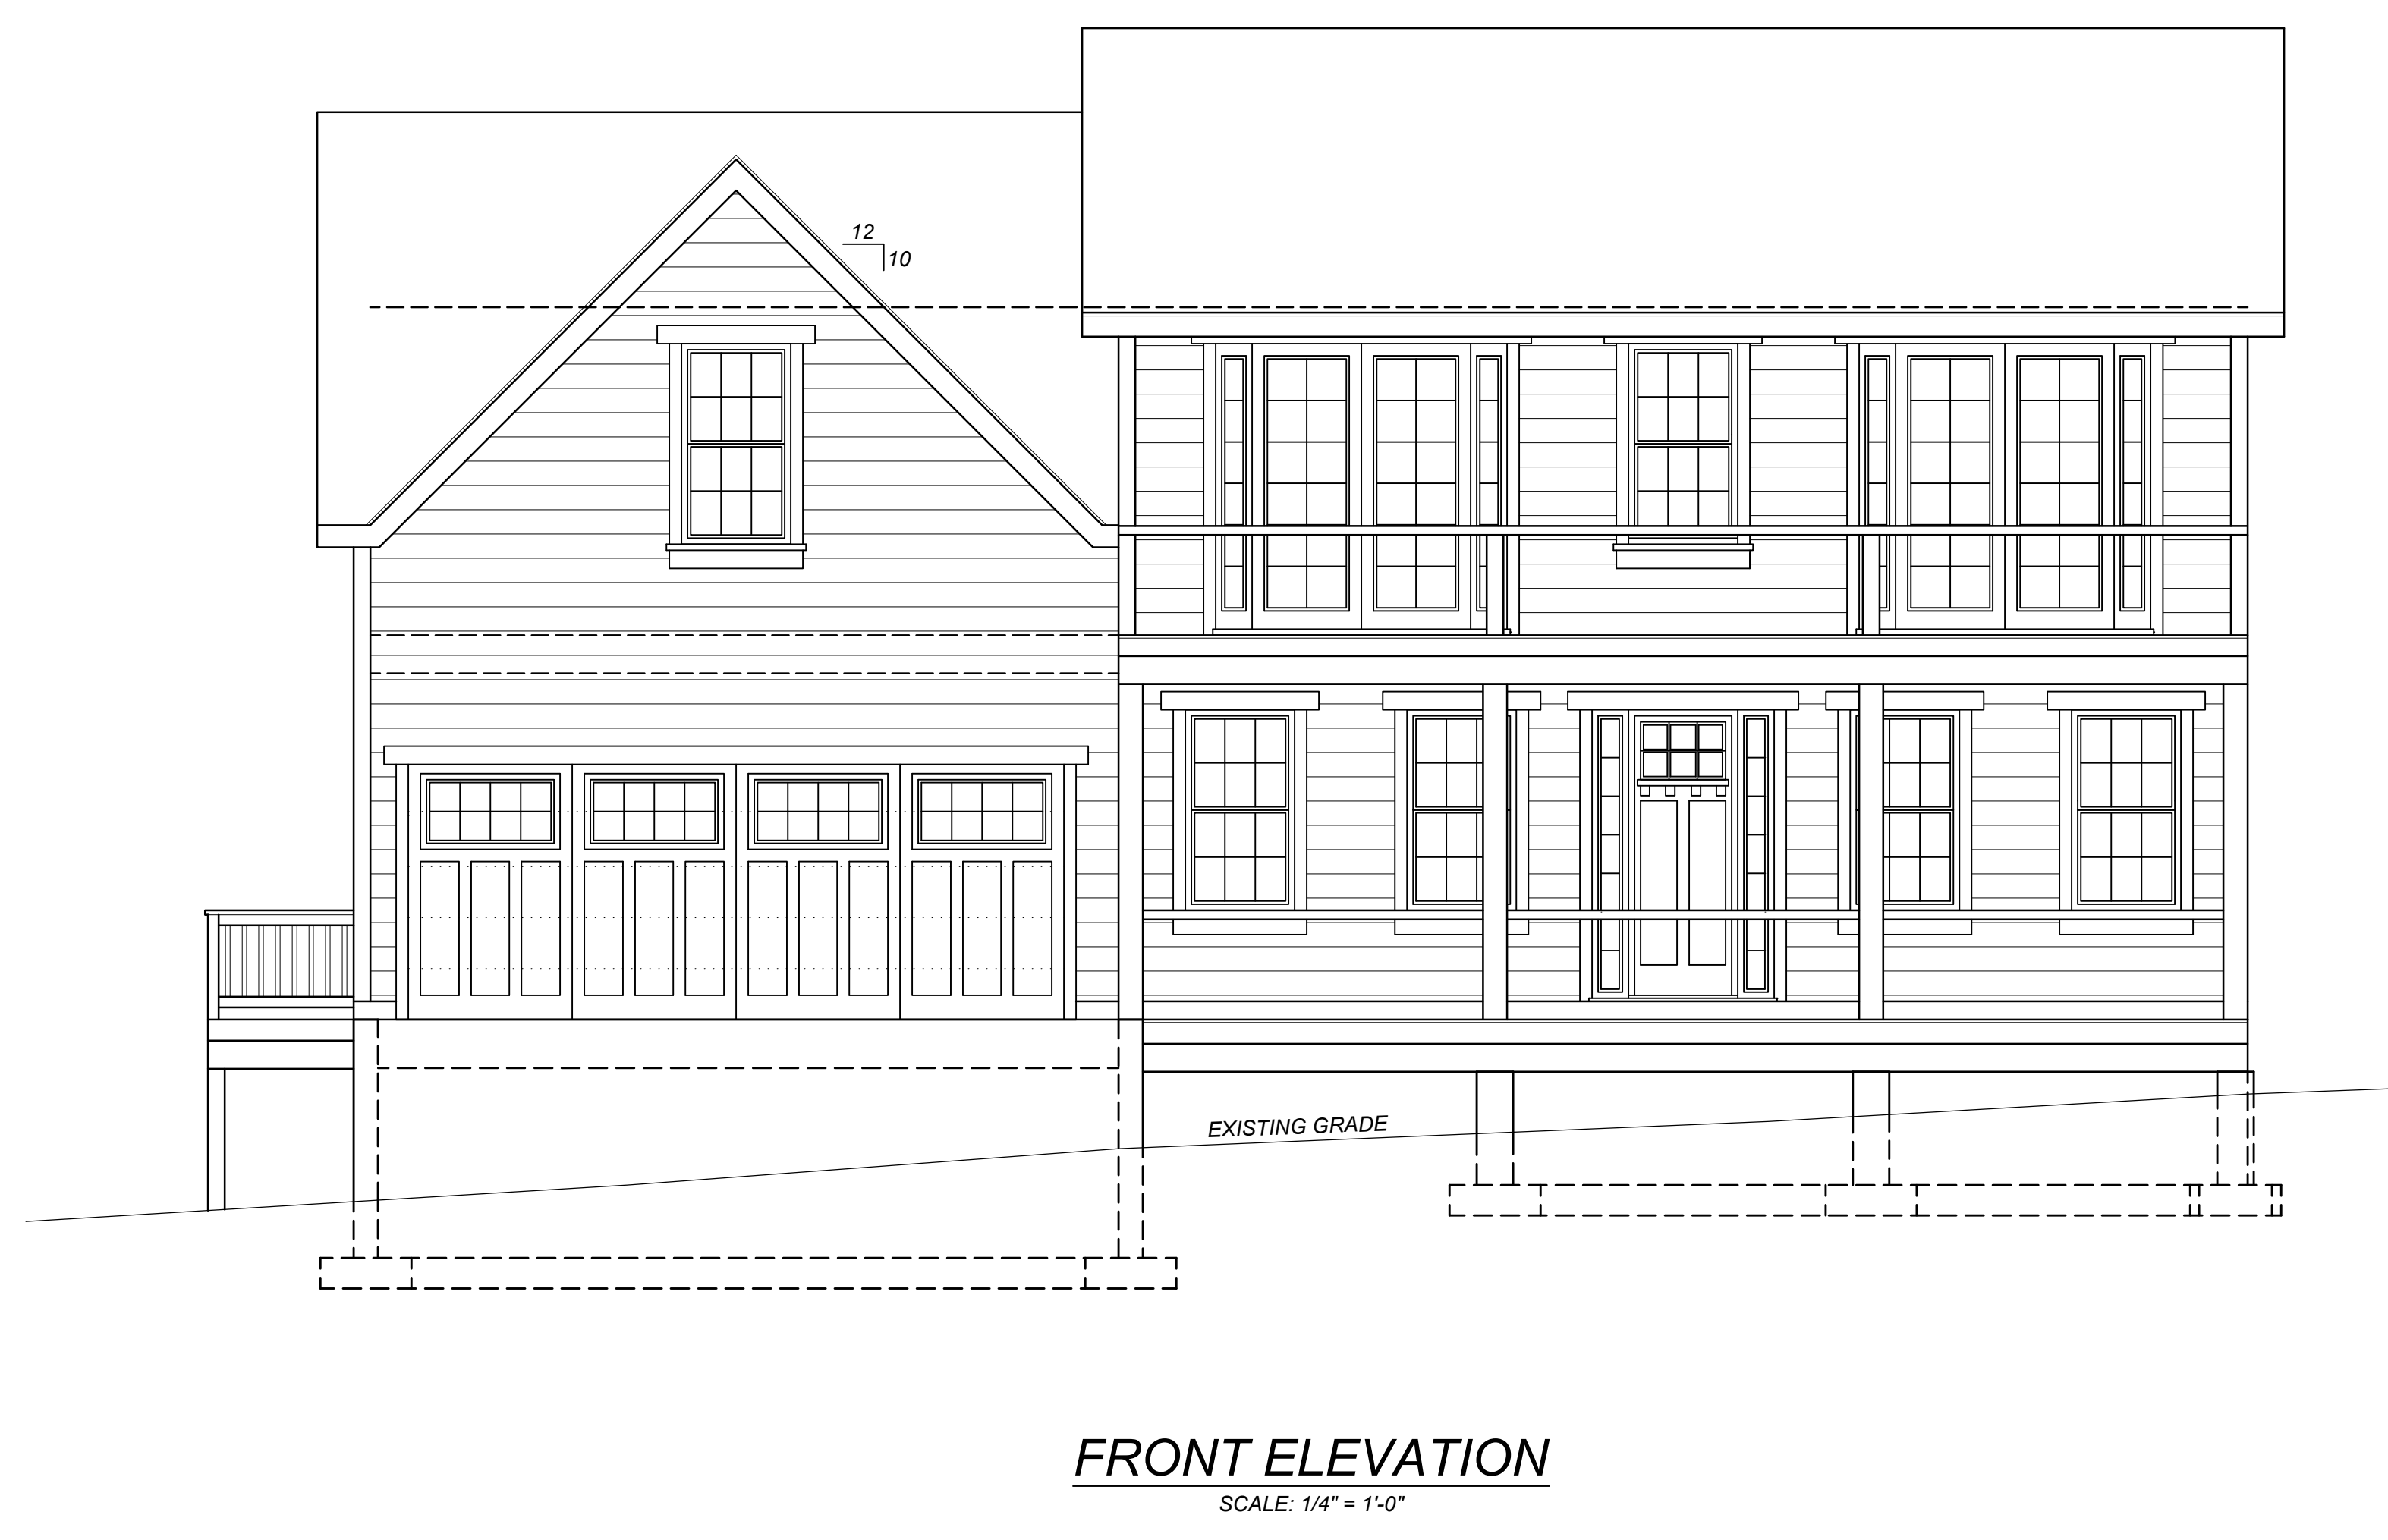 12
10
EXISTING GRADE
FRONT ELEVATION
SCALE: 1/4" = 1'-0"